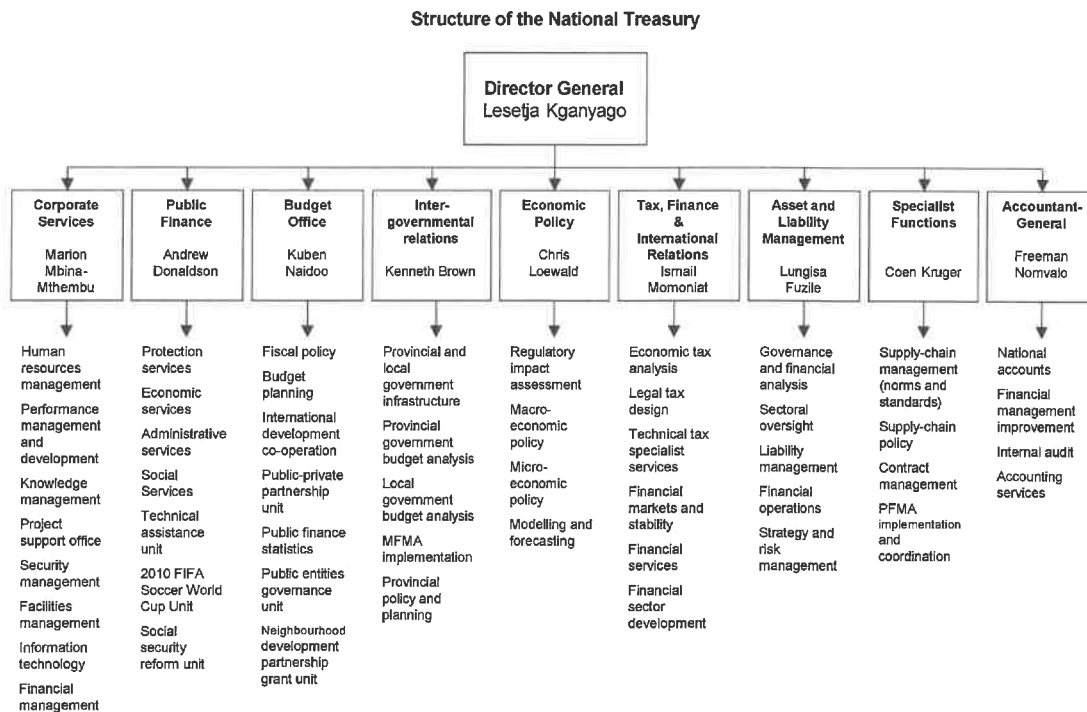 Structure of the National Treasury
Director General
Lesetja Kganyago
Corporate
Services
Marion
Mbina-
Mthembu
Public
Finance
Andrew
Donaldson
Budget
Office
Kuben
Naidoo
Inter-
governmental
relations
Kenneth Brown
Economic
Policy
Chris
Loewald
Tax, Finance
&
International
Relations
Ismail
Momoniat
Asset and
Liability
Management
Lungisa
Fuzile
Specialist
Functions
Coen Kruger
Accountant-
General
Freeman
Nomvalo
Human
resources
management
Performance
management
and
development
Knowledge
management
Project
support office
Security
management
Facilities
management
Information
technology
Financial
management
Protection
services
Economic
services
Administrative
services
Social
Services
Technical
assistance
unit
2010 FIFA
Soccer World
Cup Unit
Social
security
reform unit
Fiscal policy
Budget
planning
International
development
co-operation
Public-private
partnership
unit
Public finance
statistics
Public entities
governance
unit
Neighbourhood
development
partnership
grant unit
Provincial and
local
government
infrastructure
Provincial
government
budget analysis
Local
government
budget analysis
MFMA
implementation
Provincial
policy and
planning
Regulatory
impact
assessment
Macro-
economic
policy
Micro-
economic
policy
Modelling and
forecasting
Economic tax
analysis
Legal tax
design
Technical tax
specialist
services
Financial
markets and
stability
Financial
services
Financial
sector
development
Governance
and financial
analysis
Sectoral
oversight
Liability
management
Financial
operations
Strategy and
risk
management
Supply-chain
management
(norms and
standards)
Supply-chain
policy
Contract
management
PFMA
implementation
and
coordination
National
accounts
Financial
management
improvement
Internal audit
Accounting
services